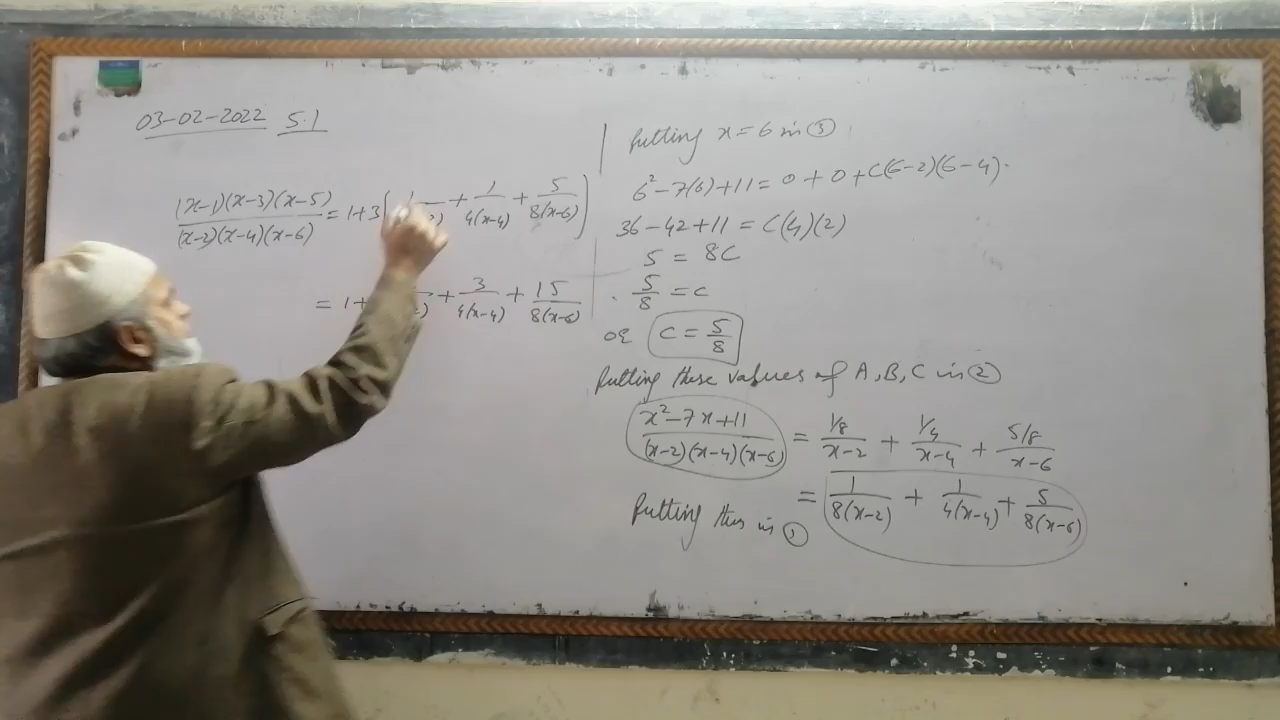 03-02-2022 5.1
(x-1)(x-3)(x-5)/(x-2)(x-4)(x-6) = 1+3[1/ 2) + 1/4(x-4) + 5/8(x-6)]
= 1+ + 3/4(x-4) + 15/8(x-6)
Putting x=6 in ③
6²-7(6)+11 = 0+0+C(6-2)(6-4).
36-42+11 = C(4)(2)
5 = 8C
5/8 = C
OR C = 5/8
Putting these values of A,B,C in ②
x²-7x+11/(x-2)(x-4)(x-6) = 1/8/x-2 + 1/4/x-4 + 5/8/x-6
= 1/8(x-2) + 1/4(x-4) + 5/8(x-6)
Putting this in ①